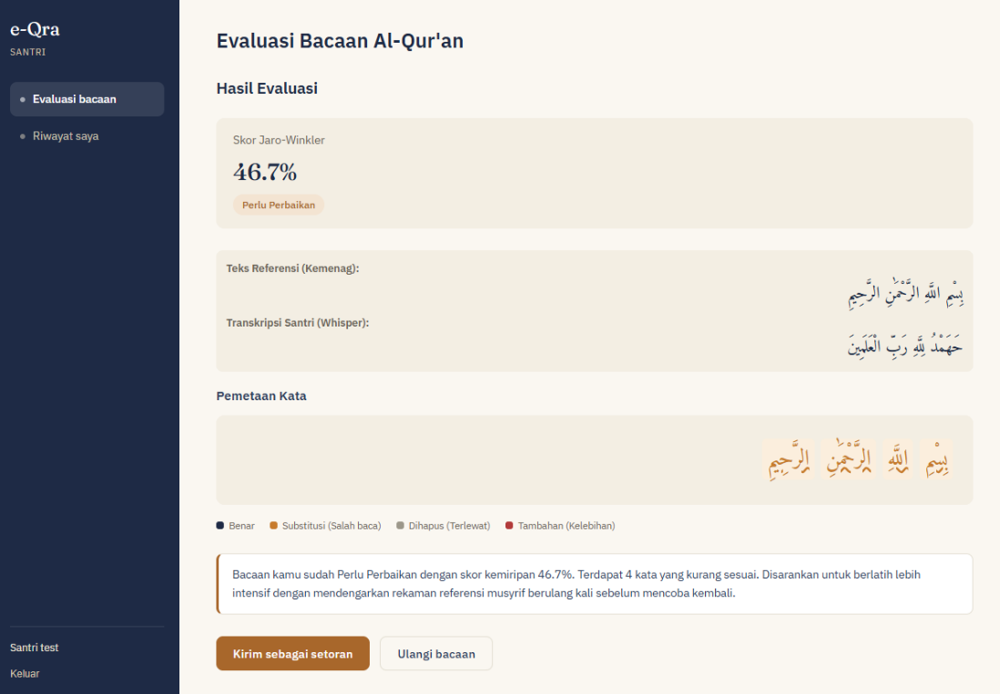 e-Qra
SANTRI
Evaluasi bacaan
Riwayat saya
Santri test
Keluar
Evaluasi Bacaan Al-Qur'an
Hasil Evaluasi
Skor Jaro-Winkler
46.7%
Perlu Perbaikan
Teks Referensi (Kemenag):
بِسْمِ اللَّهِ الرَّحْمَٰنِ الرَّحِيمِ
Transkripsi Santri (Whisper):
حَهَمْدُ لِلَّهِ رَبِّ الْعَلَمِينَ
Pemetaan Kata
بِسْمِ اللَّهِ الرَّحْمَٰنِ الرَّحِيمِ
Benar
Substitusi (Salah baca)
Dihapus (Terlewat)
Tambahan (Kelebihan)
Bacaan kamu sudah Perlu Perbaikan dengan skor kemiripan 46.7%. Terdapat 4 kata yang kurang sesuai. Disarankan untuk berlatih lebih
intensif dengan mendengarkan rekaman referensi musyrif berulang kali sebelum mencoba kembali.
Kirim sebagai setoran
Ulangi bacaan